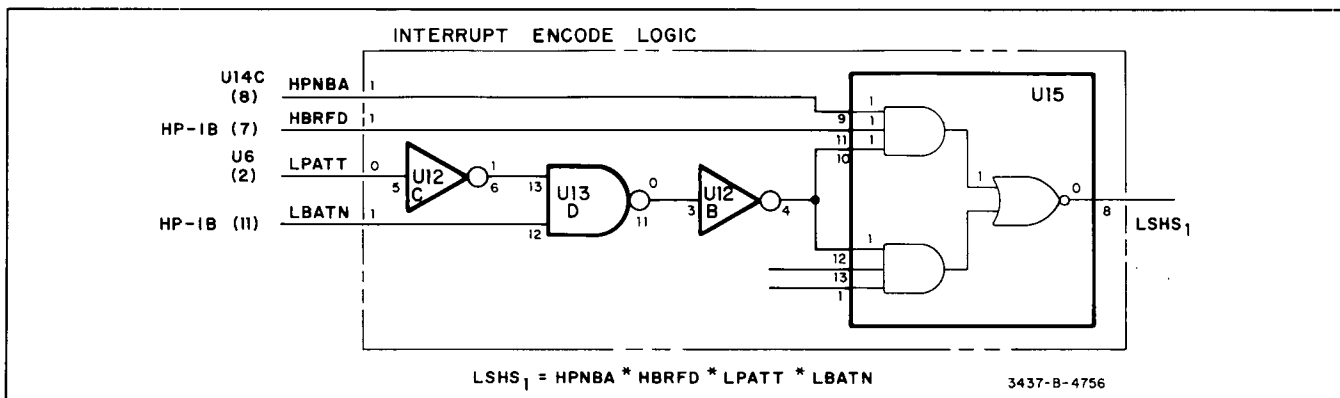 INTERRUPT ENCODE LOGIC
U14C
(8)
HPNBA
1
HP-IB (7)
HBRFD
1
U6
(2)
LPATT
0
5
U12
C
1
6
HP-IB (11)
LBATN
1
13
12
U13
D
0
11
3
U12
B
4
U15
9
11
10
1
1
1
12
13
1
1
1
0
8
LSHS1
LSHS1 = HPNBA * HBRFD * LPATT * LBATN
3437-B-4756